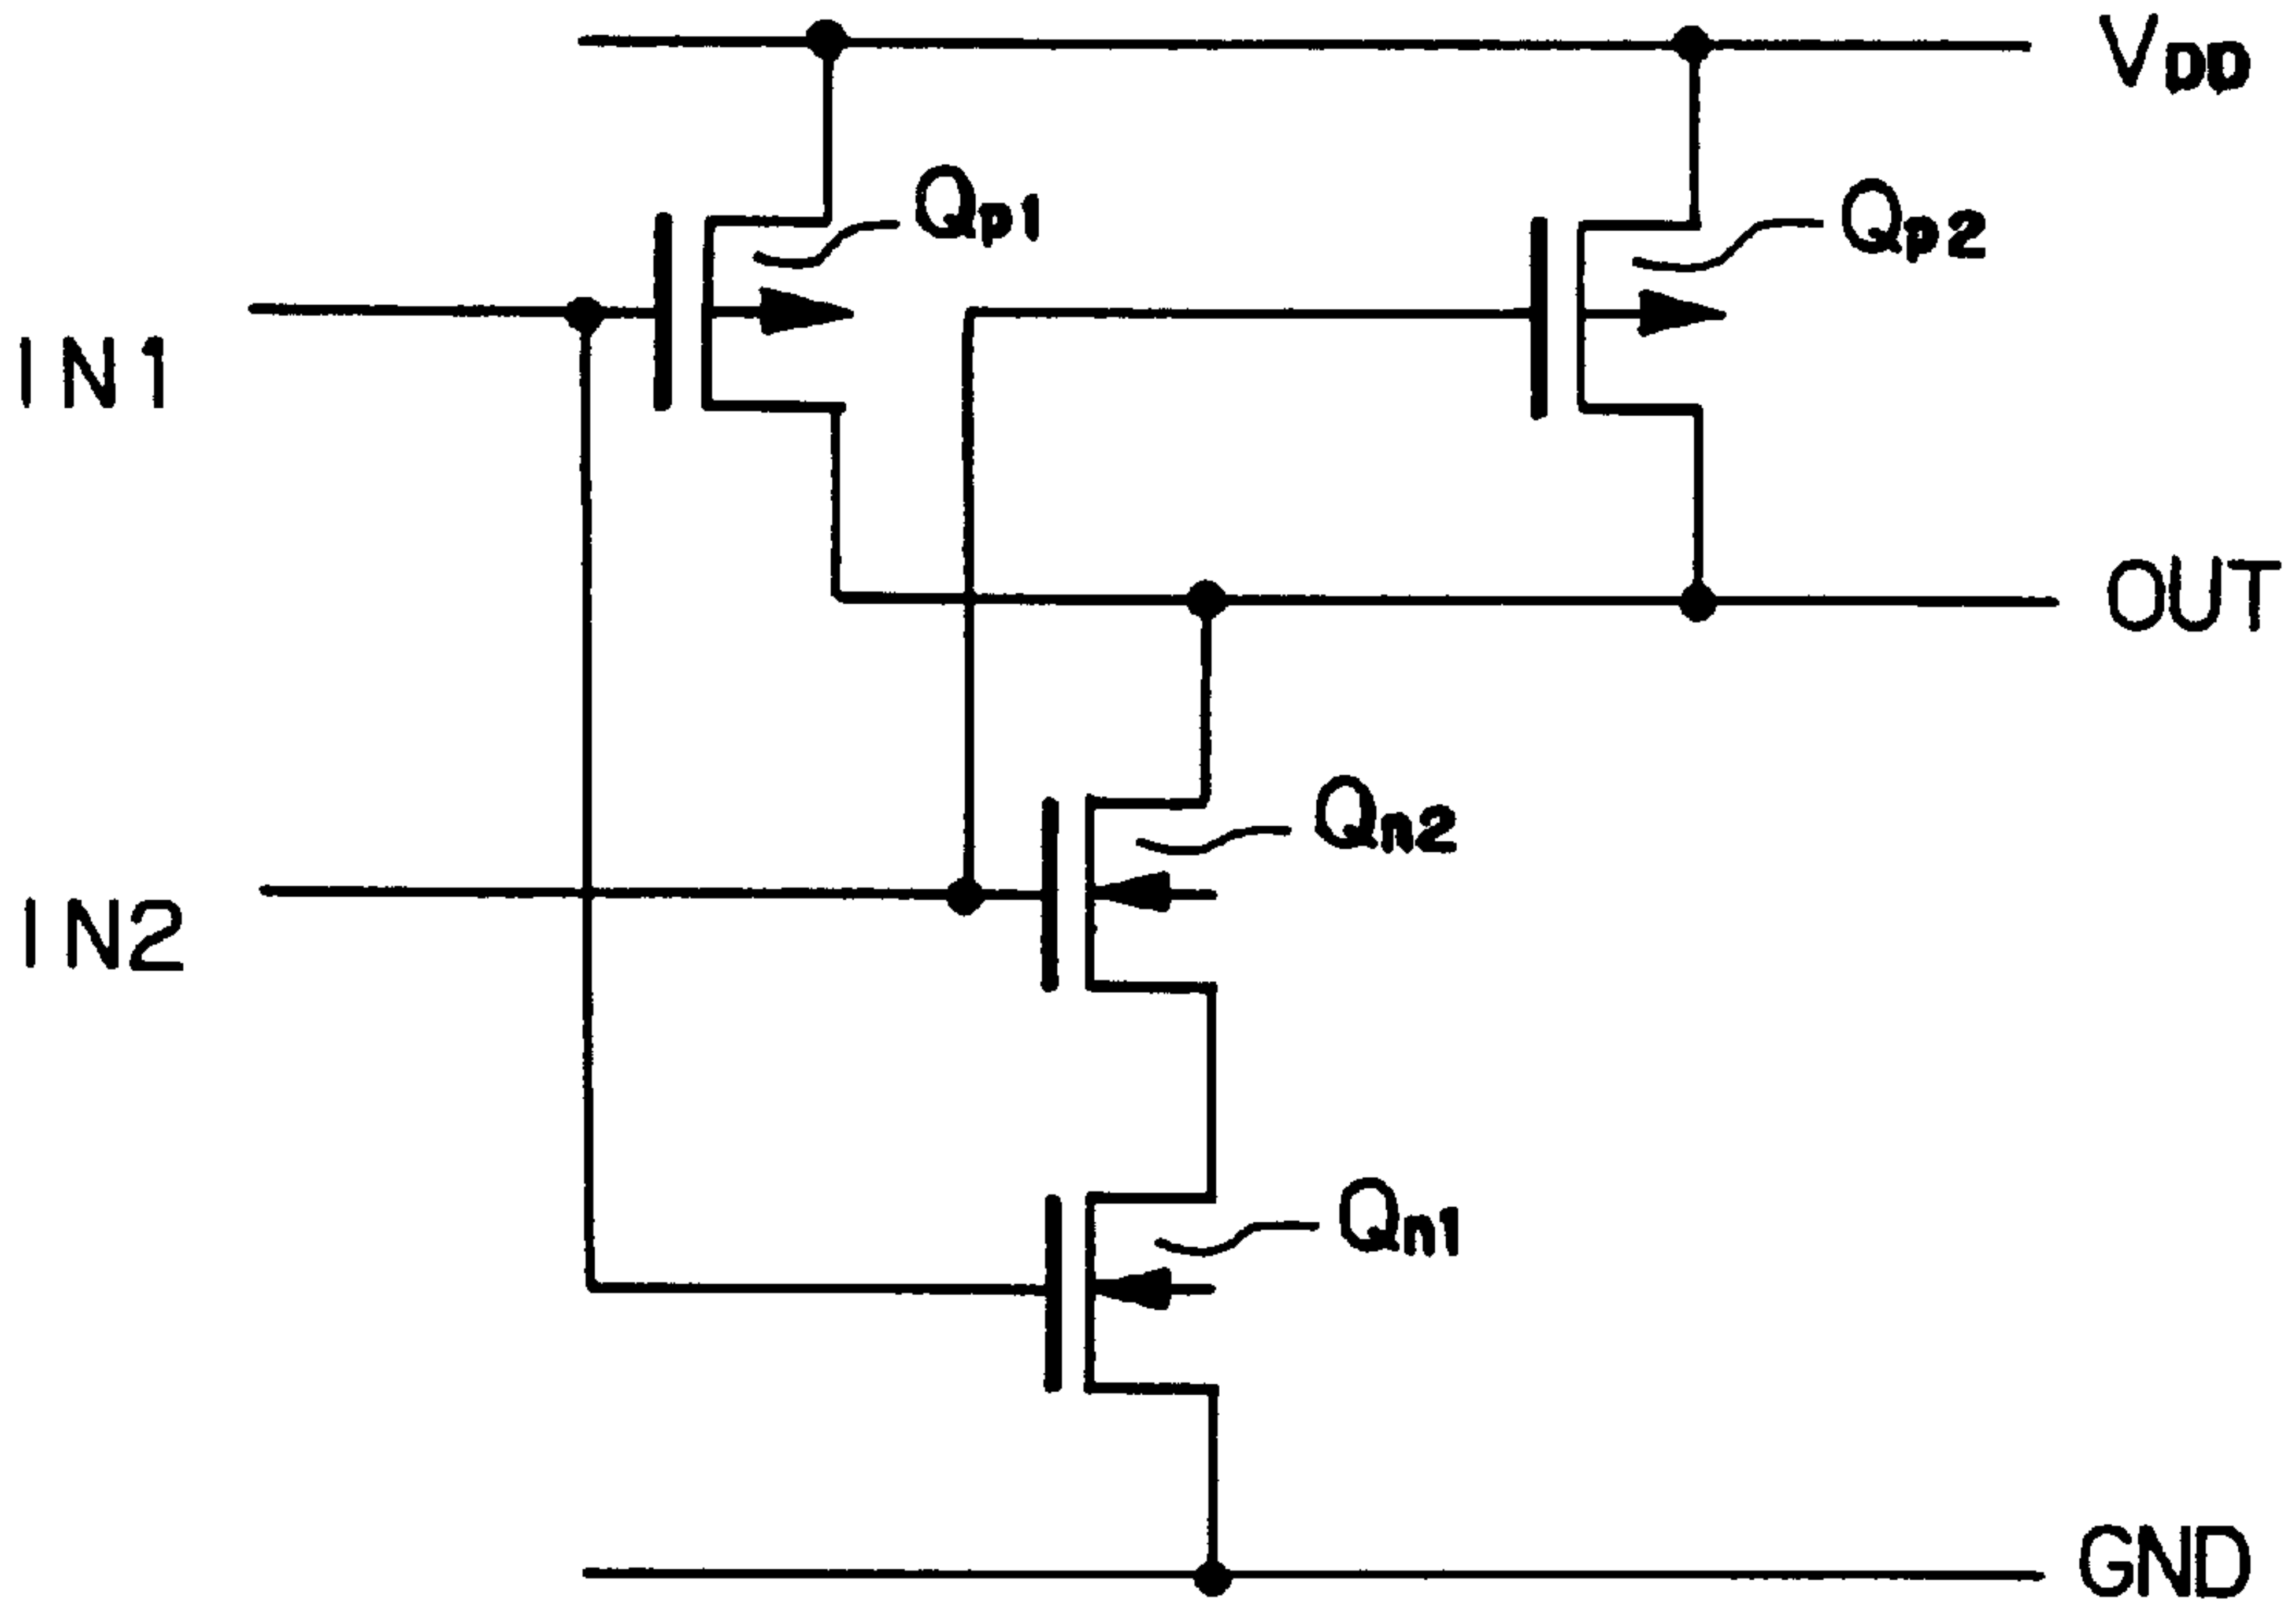 VDD
Qp1
Qp2
IN1
OUT
Qn2
IN2
Qn1
GND